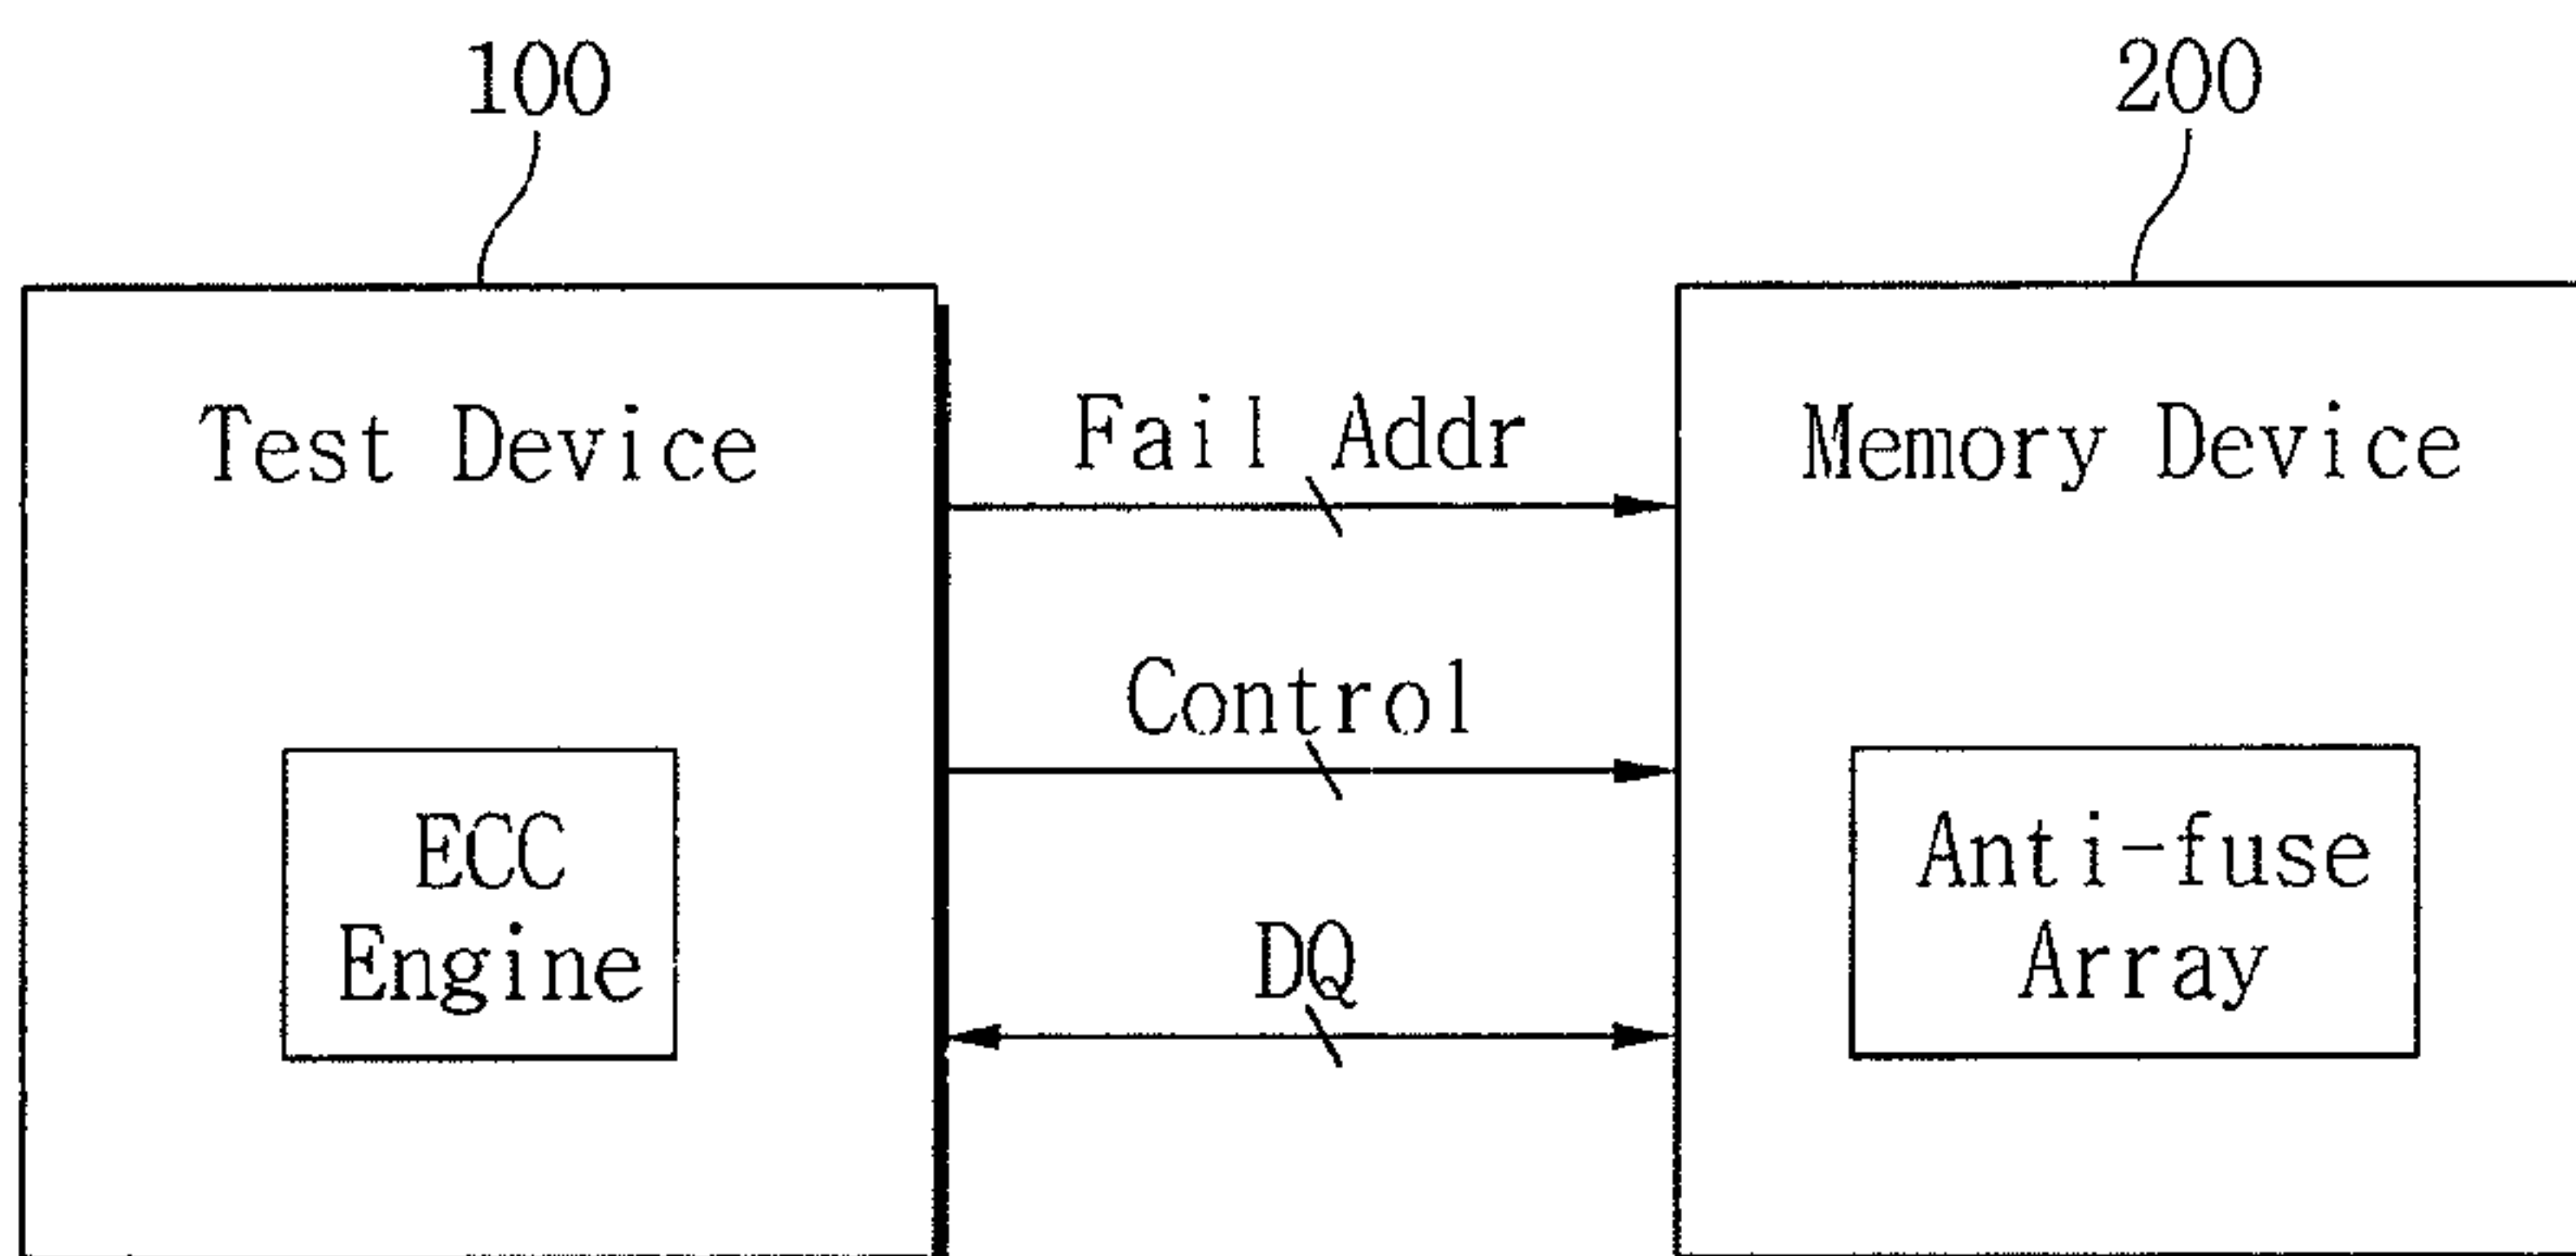 100
200
Test Device
Fail Addr
Memory Device
Control
ECC
Engine
DQ
Anti-fuse
Array